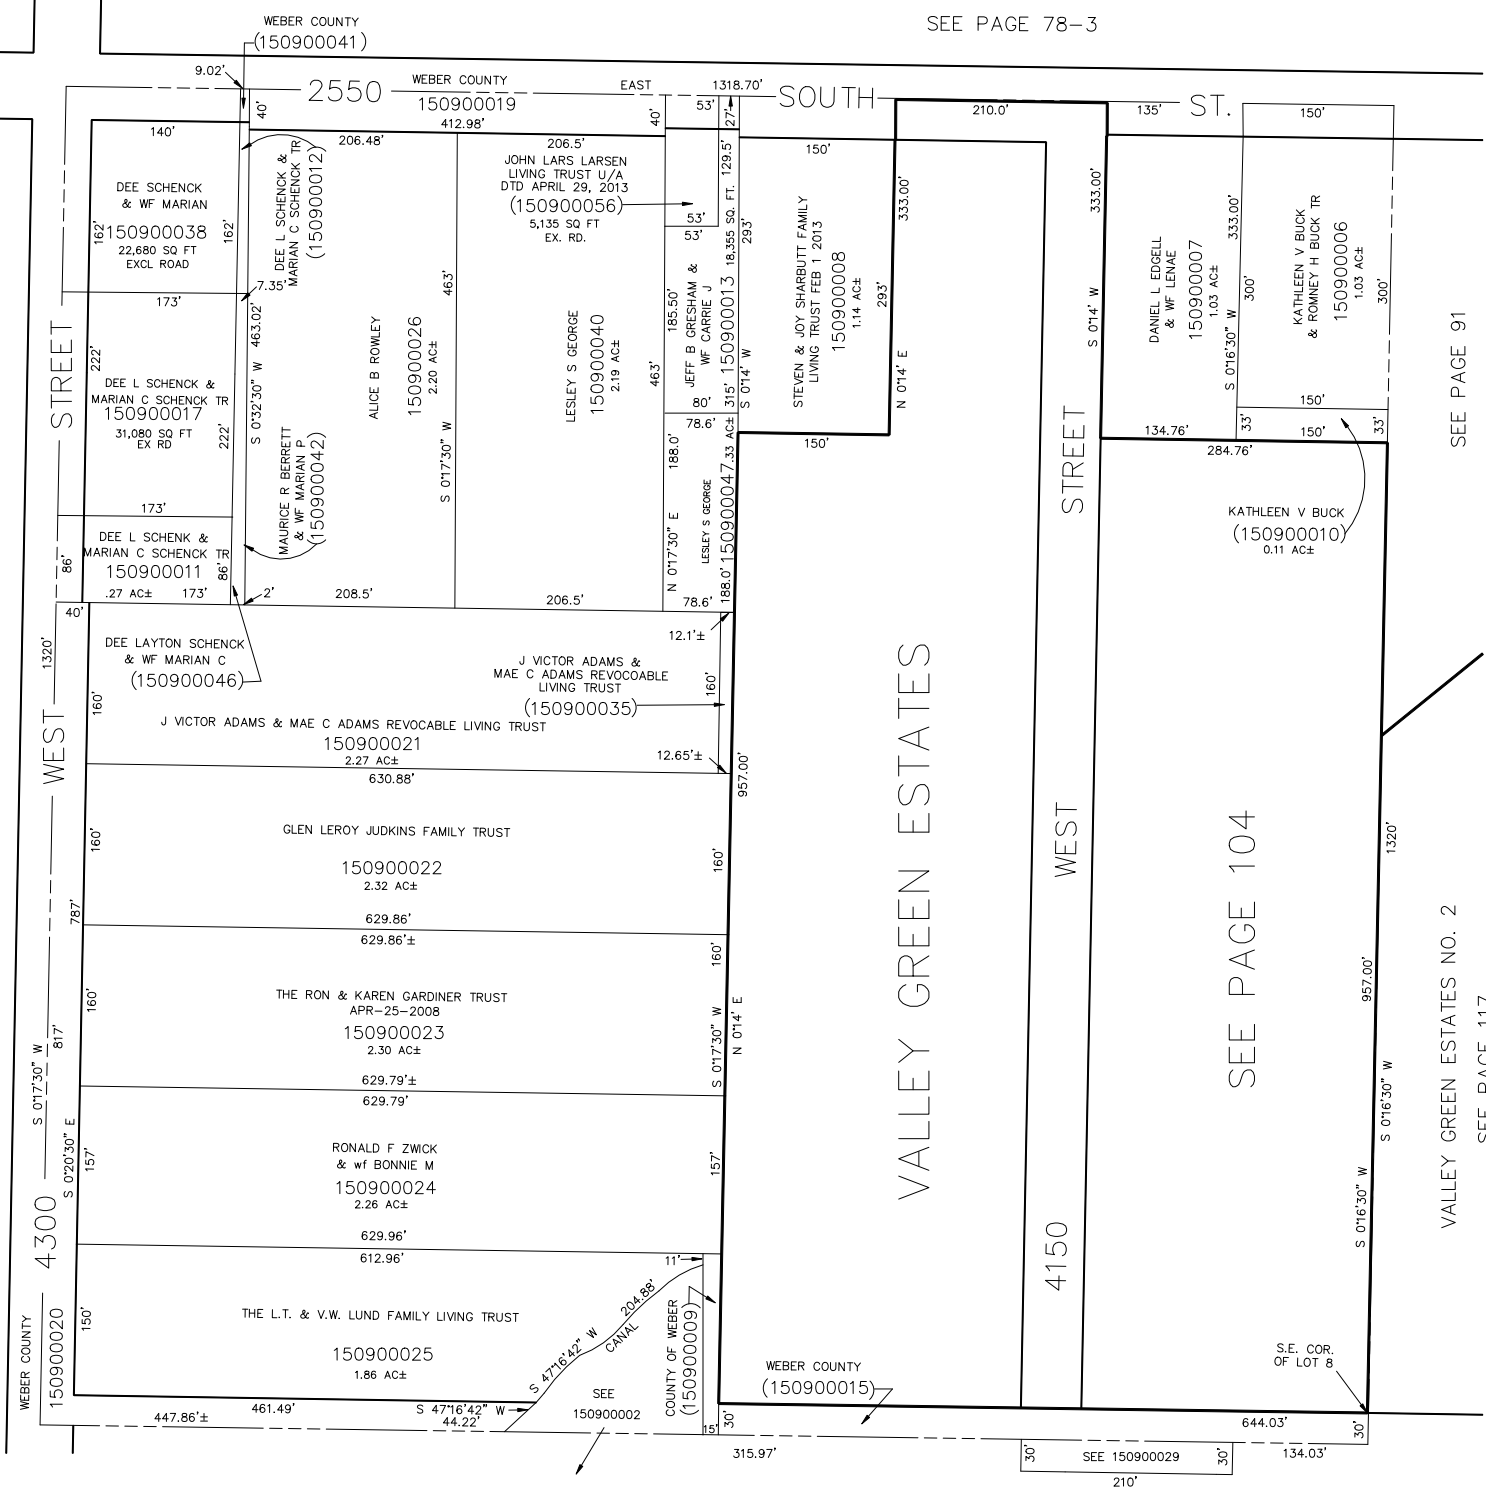 SEE PAGE 78-3
WEBER COUNTY
(150900041)
9.02'
2550
WEBER COUNTY
150900019
EAST
1318.70'
SOUTH
ST.
40'
412.98'
40'
53'
27'
210.0'
135'
150'
140'
206.48'
206.5'
150'
DEE SCHENCK
& WF MARIAN
150900038
22,680 SQ FT
EXCL ROAD
162'
162'
173'
DEE L SCHENCK &
MARIAN C SCHENCK TR
(150900012)
7.35'
JOHN LARS LARSEN
LIVING TRUST U/A
DTD APRIL 29, 2013
(150900056)
5,135 SQ FT
EX. RD.
53'
53'
129.5'
18,355 SQ. FT.
293'
JEFF B GRESHAM &
WF CARRIE J
150900013
185.50'
315'
80'
S 0°14' W
STEVEN & JOY SHARBUTT FAMILY
LIVING TRUST FEB 1 2013
150900008
1.14 AC±
293'
333.00'
N 0°14' E
150'
333.00'
S 0°14' W
DANIEL L EDGELL
& WF LENAE
150900007
1.03 AC±
333.00'
300'
S 0°16'30" W
134.76'
KATHLEEN V BUCK
& ROMNEY H BUCK TR
150900006
1.03 AC±
300'
150'
33'
33'
150'
284.76'
KATHLEEN V BUCK
(150900010)
0.11 AC±
SEE PAGE 91
222'
DEE L SCHENCK &
MARIAN C SCHENCK TR
150900017
31,080 SQ FT
EX RD
222'
173'
S 0°32'30" W 463.02'
MAURICE R BERRETT
& WF MARIAN P
(150900042)
ALICE B ROWLEY
150900026
2.20 AC±
463'
S 0°17'30" W
208.5'
LESLEY S GEORGE
150900040
2.19 AC±
463'
206.5'
78.6'
188.0'
N 0°17'30" E
LESLEY S GEORGE
150900047
.33 AC±
188.0'
78.6'
DEE L SCHENK &
MARIAN C SCHENCK TR
150900011
.27 AC±
173'
86'
86'
2'
40'
DEE LAYTON SCHENCK
& WF MARIAN C
(150900046)
12.1'±
J VICTOR ADAMS &
MAE C ADAMS REVOCOABLE
LIVING TRUST
(150900035)
160'
12.65'±
160'
J VICTOR ADAMS & MAE C ADAMS REVOCABLE LIVING TRUST
150900021
2.27 AC±
630.88'
957.00'
GLEN LEROY JUDKINS FAMILY TRUST
150900022
2.32 AC±
160'
160'
629.86'
629.86'±
THE RON & KAREN GARDINER TRUST
APR-25-2008
150900023
2.30 AC±
160'
160'
S 0°17'30" W
N 0°14' E
629.79'±
629.79'
RONALD F ZWICK
& wf BONNIE M
150900024
2.26 AC±
157'
157'
629.96'
612.96'
THE L.T. & V.W. LUND FAMILY LIVING TRUST
150900025
1.86 AC±
150'
11'
204.88'
S 47°16'42" W
CANAL
COUNTY OF WEBER
(150900009)
SEE
150900002
461.49'
S 47°16'42" W
44.22'
447.86'±
15'
30'
315.97'
WEBER COUNTY
(150900015)
30'
SEE 150900029
30'
210'
644.03'
134.03'
30'
S.E. COR.
OF LOT 8
STREET
WEST
4300
1320'
787'
817'
S 0°17'30" W
S 0°20'30" E
WEBER COUNTY
150900020
VALLEY GREEN ESTATES
STREET
WEST
4150
SEE PAGE 104
1320'
957.00'
S 0°16'30" W
S 0°16'30" W
VALLEY GREEN ESTATES NO. 2
SEE PAGE 117